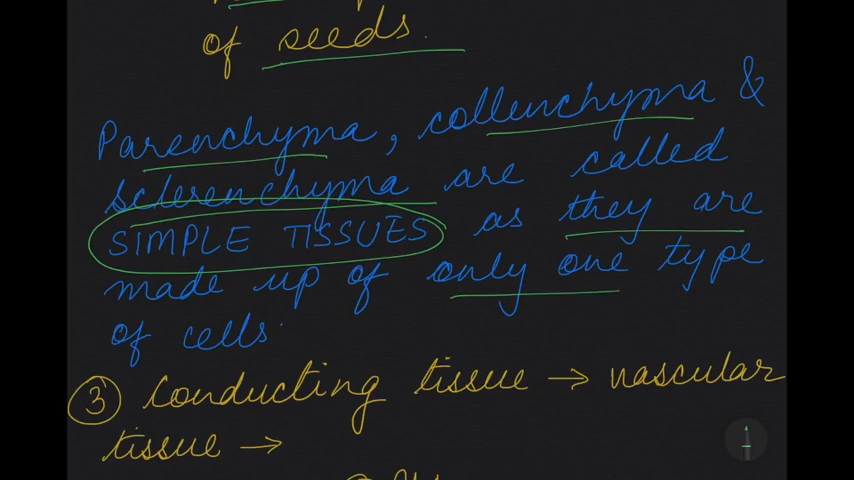 of seeds.
Parenchyma, collenchyma &
sclerenchyma are called
SIMPLE TISSUES as they are
made up of only one type
of cells.
3 Conducting tissue → vascular
tissue →